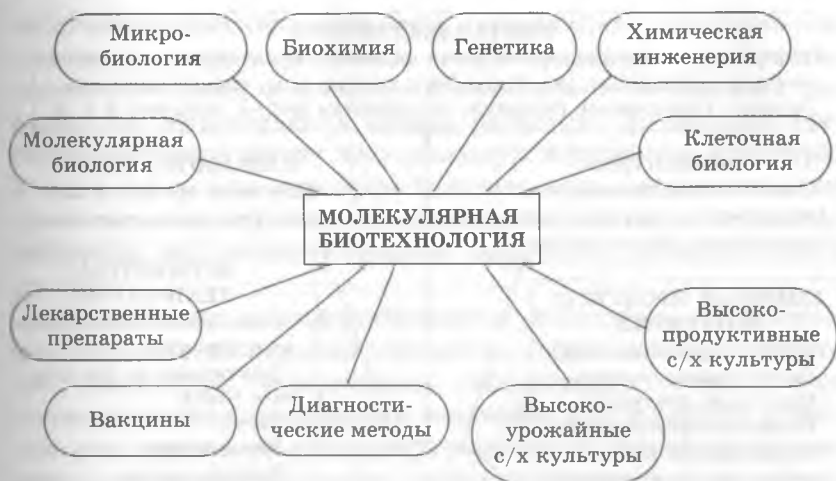 Микро-
биология
Биохимия
Генетика
Химическая
инженерия
Молекулярная
биология
Клеточная
биология
МОЛЕКУЛЯРНАЯ
БИОТЕХНОЛОГИЯ
Лекарственные
препараты
Высоко-
продуктивные
с/х культуры
Вакцины
Диагности-
ческие методы
Высоко-
урожайные
с/х культуры